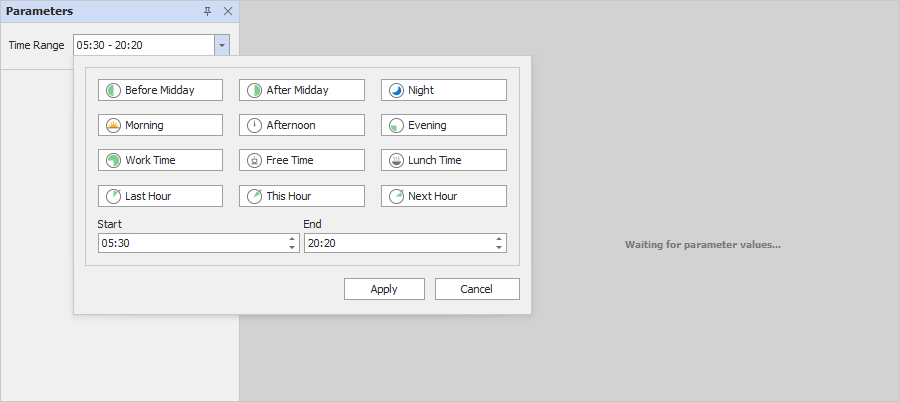 Parameters
Time Range 05:30 - 20:20
Before Midday After Midday Night
Morning Afternoon Evening
Work Time Free Time Lunch Time
Last Hour This Hour Next Hour
Start End
05:30 20:20
Waiting for parameter values...
Apply Cancel